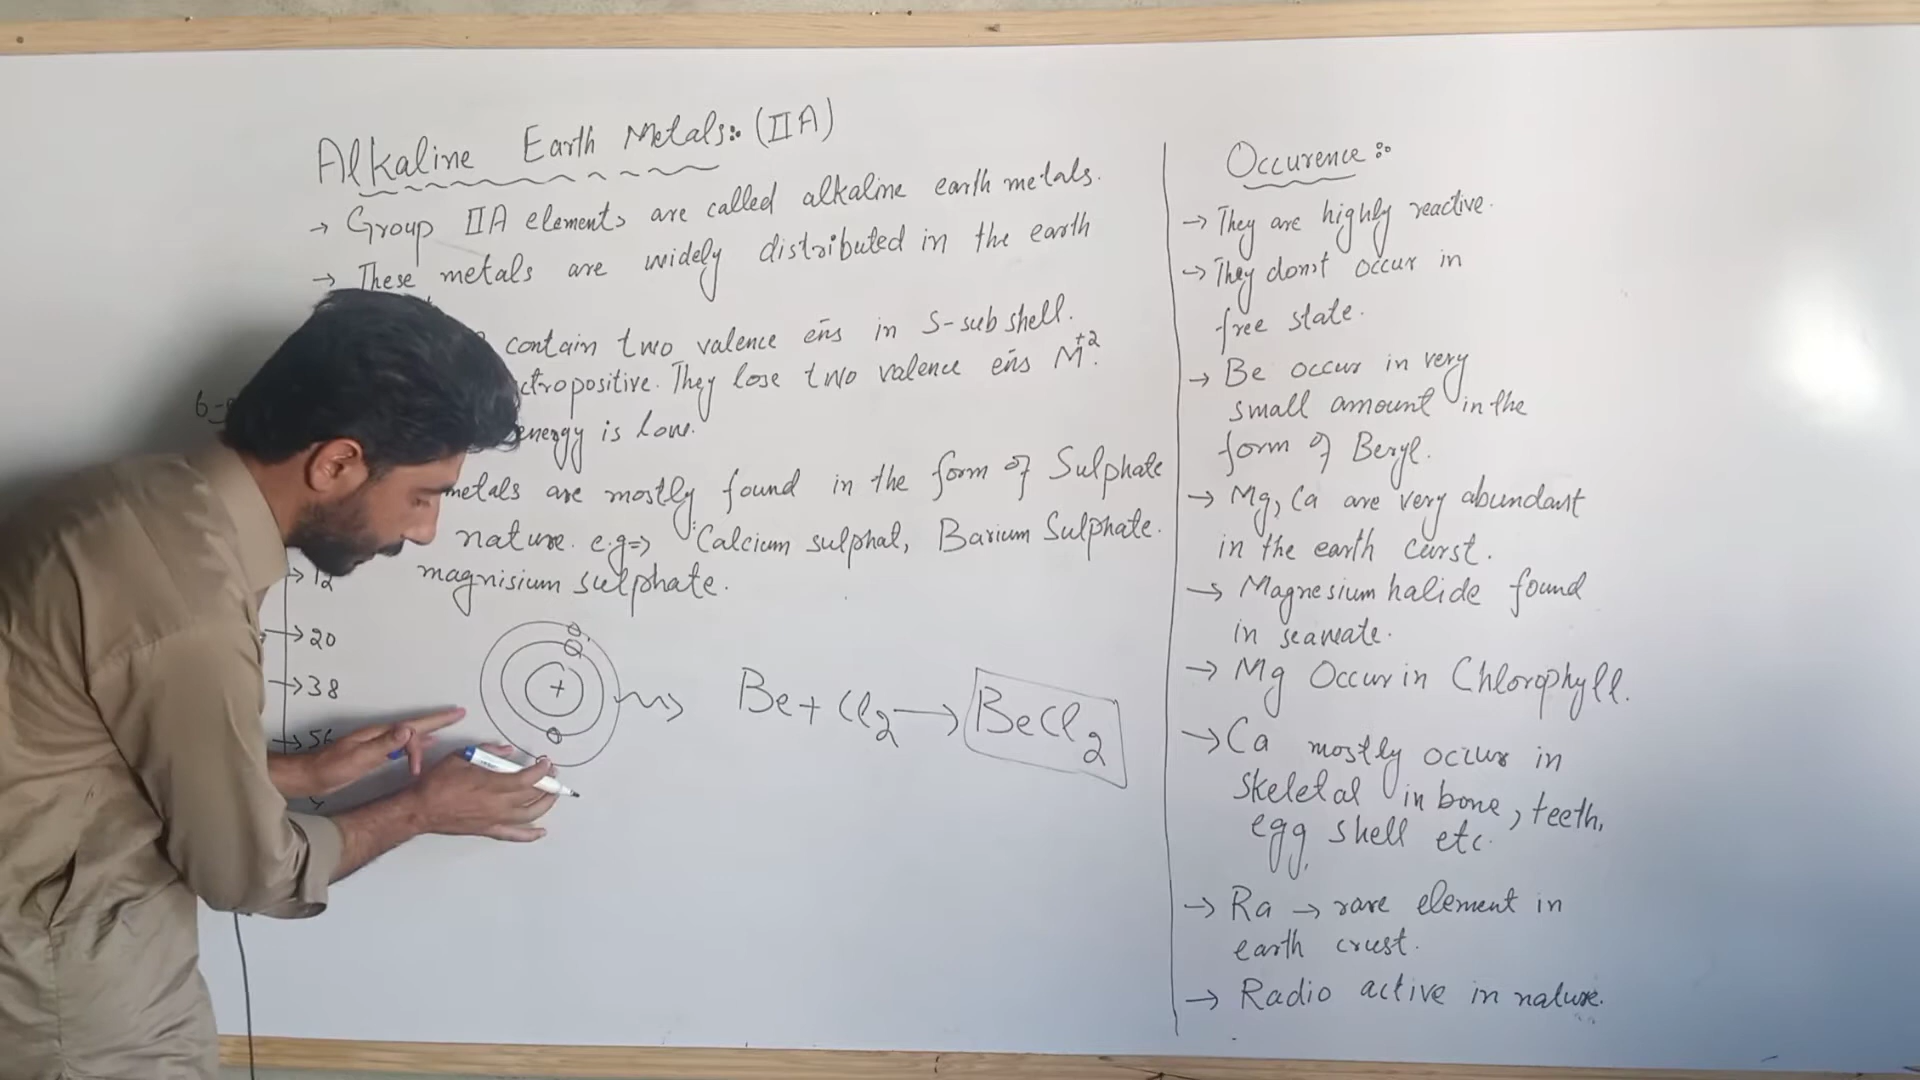 Alkaline Earth Metals: (IIA)
→ Group IIA elements are called alkaline earth metals.
→ These metals are widely distributed in the earth
contain two valence ens in S-sub shell.
ctropositive. They lose two valence ens M+2.
energy is low.
metals are mostly found in the form of Sulphate
nature. e.g => Calcium sulphat, Barium Sulphate.
magnisium sulphate.
→ 12
→ 20
→ 38
→ 56
+
Be + Cl2 → BeCl2
Occurence :
→ They are highly reactive.
→ They don't occur in
free state.
→ Be occur in very
small amount in the
form of Beryl.
→ Mg, Ca are very abundant
in the earth curst.
→ Magnesium halide found
in seawate.
→ Mg Occur in Chlorophyll.
→ Ca mostly occur in
skeletal in bone, teeth,
egg shell etc.
→ Ra → rare element in
earth crust.
→ Radio active in nature.